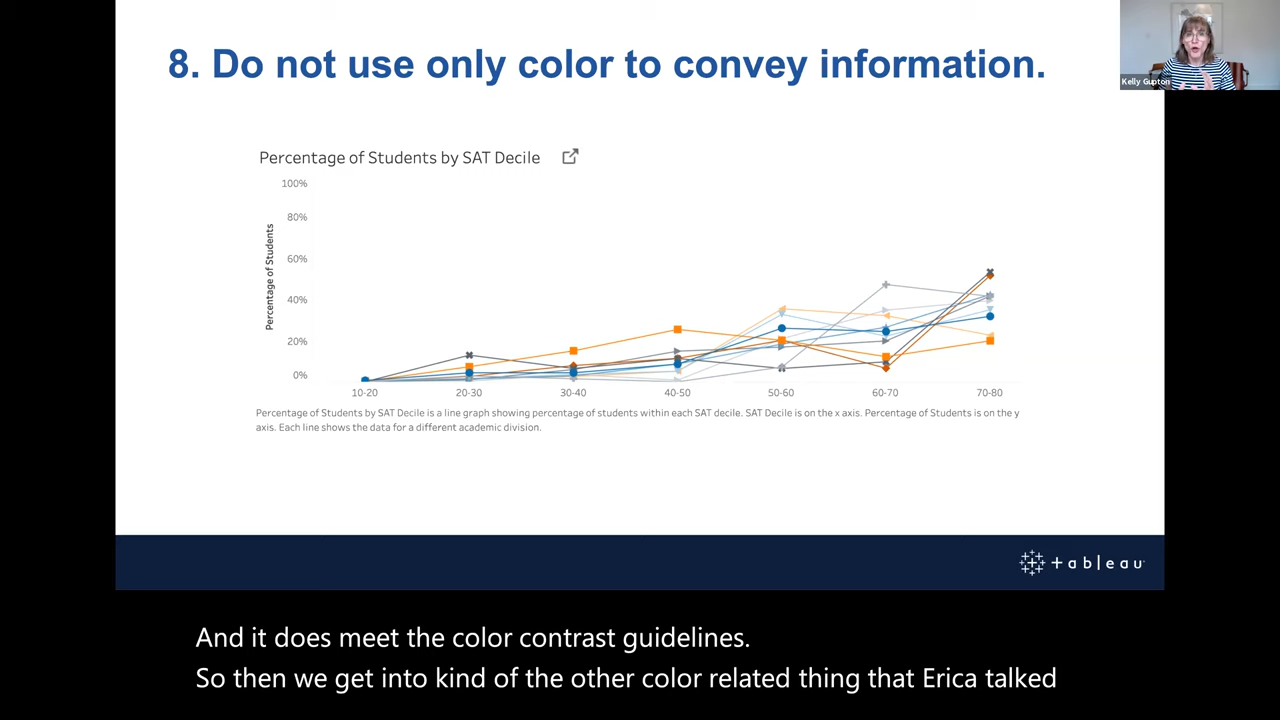 8. Do not use only color to convey information.
Kelly Gupton
Percentage of Students by SAT Decile
100%
80%
60%
40%
20%
0%
Percentage of Students
10-20
20-30
30-40
40-50
50-60
60-70
70-80
Percentage of Students by SAT Decile is a line graph showing percentage of students within each SAT decile. SAT Decile is on the x axis. Percentage of Students is on the y
axis. Each line shows the data for a different academic division.
+ableau
And it does meet the color contrast guidelines.
So then we get into kind of the other color related thing that Erica talked